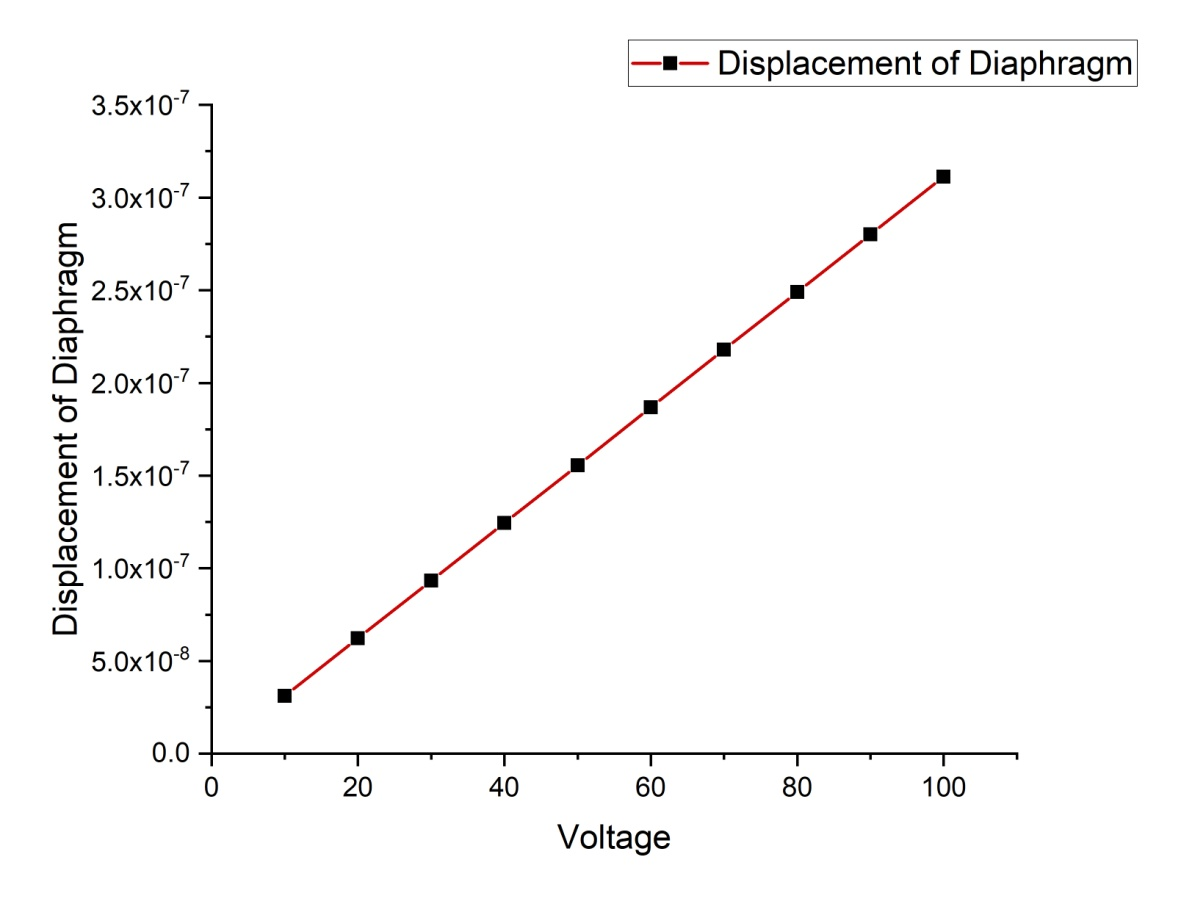 Displacement of Diaphragm
3.5x10⁻⁷
3.0x10⁻⁷
2.5x10⁻⁷
2.0x10⁻⁷
1.5x10⁻⁷
1.0x10⁻⁷
5.0x10⁻⁸
0.0
Displacement of Diaphragm
0 20 40 60 80 100
Voltage